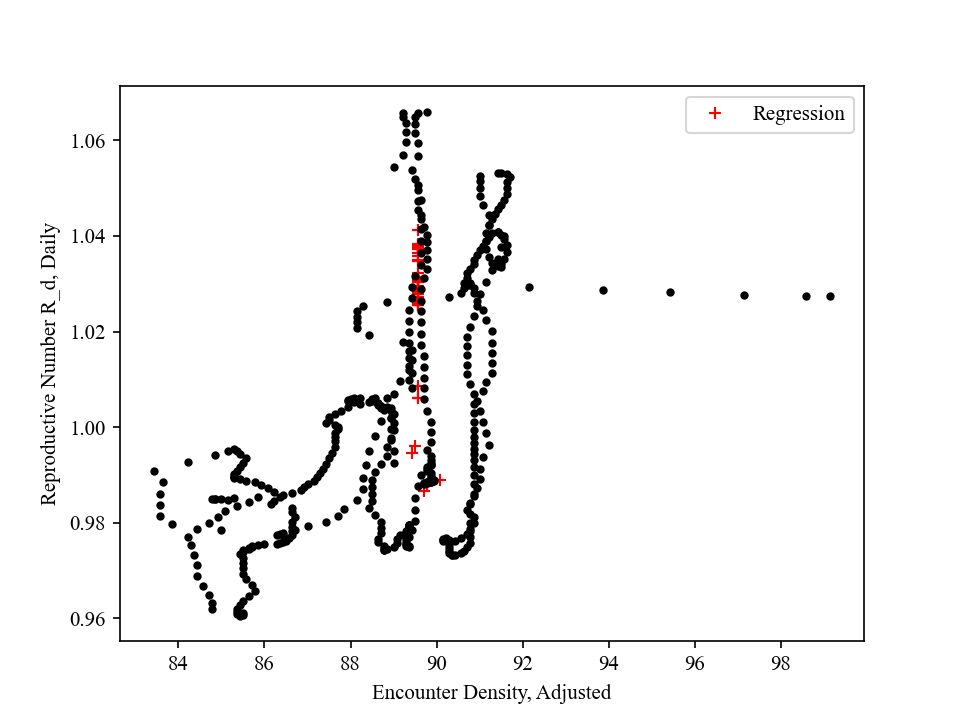 Regression
1.06
1.04
1.02
1.00
0.98
0.96
Reproductive Number R_d, Daily
84 86 88 90 92 94 96 98
Encounter Density, Adjusted